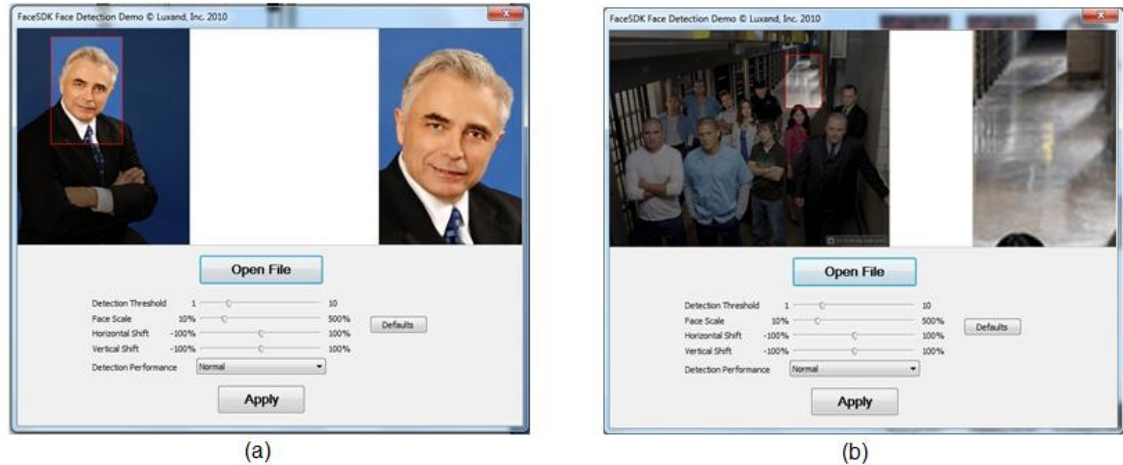 FaceSDK Face Detection Demo © Luxand, Inc. 2010
Open File
Detection Threshold 1 10
Face Scale 10% 500%
Horizontal Shift -100% 100%
Vertical Shift -100% 100%
Defaults
Detection Performance Normal
Apply
(a)
FaceSDK Face Detection Demo © Luxand, Inc. 2010
Open File
Detection Threshold 1 10
Face Scale 10% 500%
Horizontal Shift -100% 100%
Vertical Shift -100% 100%
Defaults
Detection Performance Normal
Apply
(b)